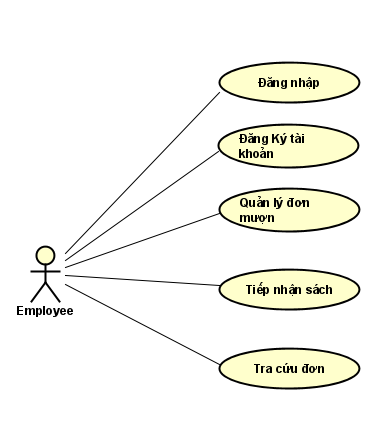 Đăng nhập
Đăng Ký tài
khoản
Quản lý đơn
mượn
Tiếp nhận sách
Tra cứu đơn
Employee